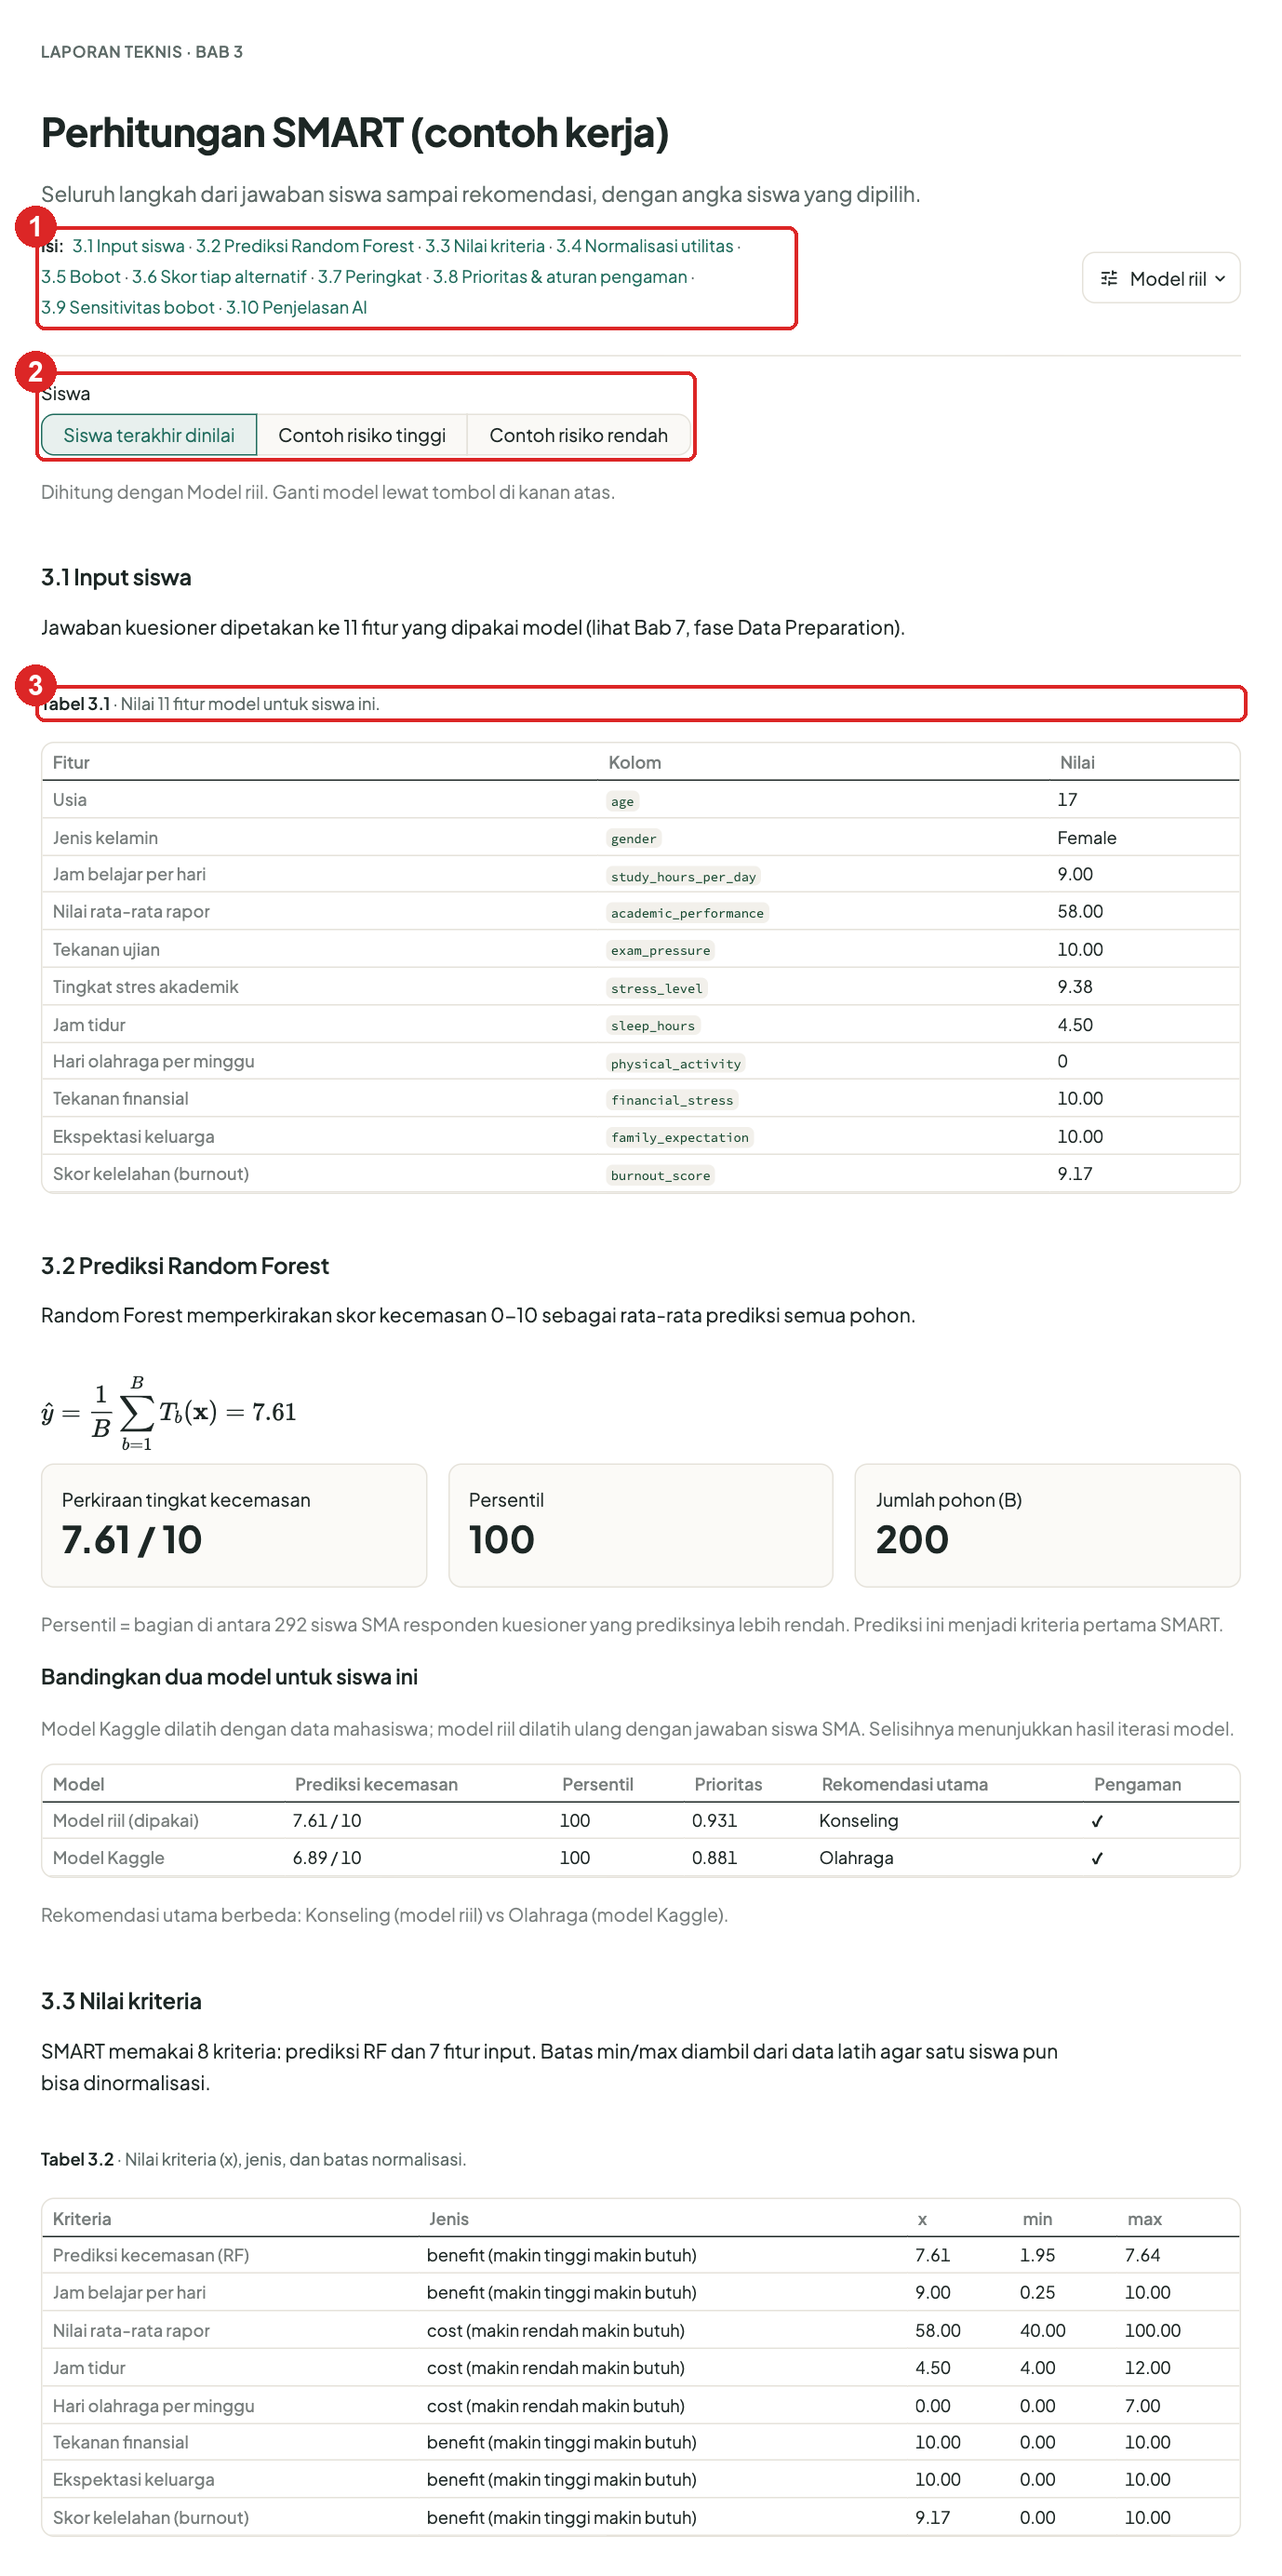 LAPORAN TEKNIS · BAB 3
Perhitungan SMART (contoh kerja)
Seluruh langkah dari jawaban siswa sampai rekomendasi, dengan angka siswa yang dipilih.
1
Isi: 3.1 Input siswa · 3.2 Prediksi Random Forest · 3.3 Nilai kriteria · 3.4 Normalisasi utilitas ·
3.5 Bobot · 3.6 Skor tiap alternatif · 3.7 Peringkat · 3.8 Prioritas & aturan pengaman ·
3.9 Sensitivitas bobot · 3.10 Penjelasan AI
Model riil
2
Siswa
Siswa terakhir dinilai Contoh risiko tinggi Contoh risiko rendah
Dihitung dengan Model riil. Ganti model lewat tombol di kanan atas.
3.1 Input siswa
Jawaban kuesioner dipetakan ke 11 fitur yang dipakai model (lihat Bab 7, fase Data Preparation).
3
Tabel 3.1 · Nilai 11 fitur model untuk siswa ini.
Fitur Kolom Nilai
Usia age 17
Jenis kelamin gender Female
Jam belajar per hari study_hours_per_day 9.00
Nilai rata-rata rapor academic_performance 58.00
Tekanan ujian exam_pressure 10.00
Tingkat stres akademik stress_level 9.38
Jam tidur sleep_hours 4.50
Hari olahraga per minggu physical_activity 0
Tekanan finansial financial_stress 10.00
Ekspektasi keluarga family_expectation 10.00
Skor kelelahan (burnout) burnout_score 9.17
3.2 Prediksi Random Forest
Random Forest memperkirakan skor kecemasan 0–10 sebagai rata-rata prediksi semua pohon.
ŷ = 1/B ∑_{b=1}^{B} T_b(x) = 7.61
Perkiraan tingkat kecemasan Persentil Jumlah pohon (B)
7.61 / 10 100 200
Persentil = bagian di antara 292 siswa SMA responden kuesioner yang prediksinya lebih rendah. Prediksi ini menjadi kriteria pertama SMART.
Bandingkan dua model untuk siswa ini
Model Kaggle dilatih dengan data mahasiswa; model riil dilatih ulang dengan jawaban siswa SMA. Selisihnya menunjukkan hasil iterasi model.
Model Prediksi kecemasan Persentil Prioritas Rekomendasi utama Pengaman
Model riil (dipakai) 7.61 / 10 100 0.931 Konseling ✓
Model Kaggle 6.89 / 10 100 0.881 Olahraga ✓
Rekomendasi utama berbeda: Konseling (model riil) vs Olahraga (model Kaggle).
3.3 Nilai kriteria
SMART memakai 8 kriteria: prediksi RF dan 7 fitur input. Batas min/max diambil dari data latih agar satu siswa pun
bisa dinormalisasi.
Tabel 3.2 · Nilai kriteria (x), jenis, dan batas normalisasi.
Kriteria Jenis x min max
Prediksi kecemasan (RF) benefit (makin tinggi makin butuh) 7.61 1.95 7.64
Jam belajar per hari benefit (makin tinggi makin butuh) 9.00 0.25 10.00
Nilai rata-rata rapor cost (makin rendah makin butuh) 58.00 40.00 100.00
Jam tidur cost (makin rendah makin butuh) 4.50 4.00 12.00
Hari olahraga per minggu cost (makin rendah makin butuh) 0.00 0.00 7.00
Tekanan finansial benefit (makin tinggi makin butuh) 10.00 0.00 10.00
Ekspektasi keluarga benefit (makin tinggi makin butuh) 10.00 0.00 10.00
Skor kelelahan (burnout) benefit (makin tinggi makin butuh) 9.17 0.00 10.00